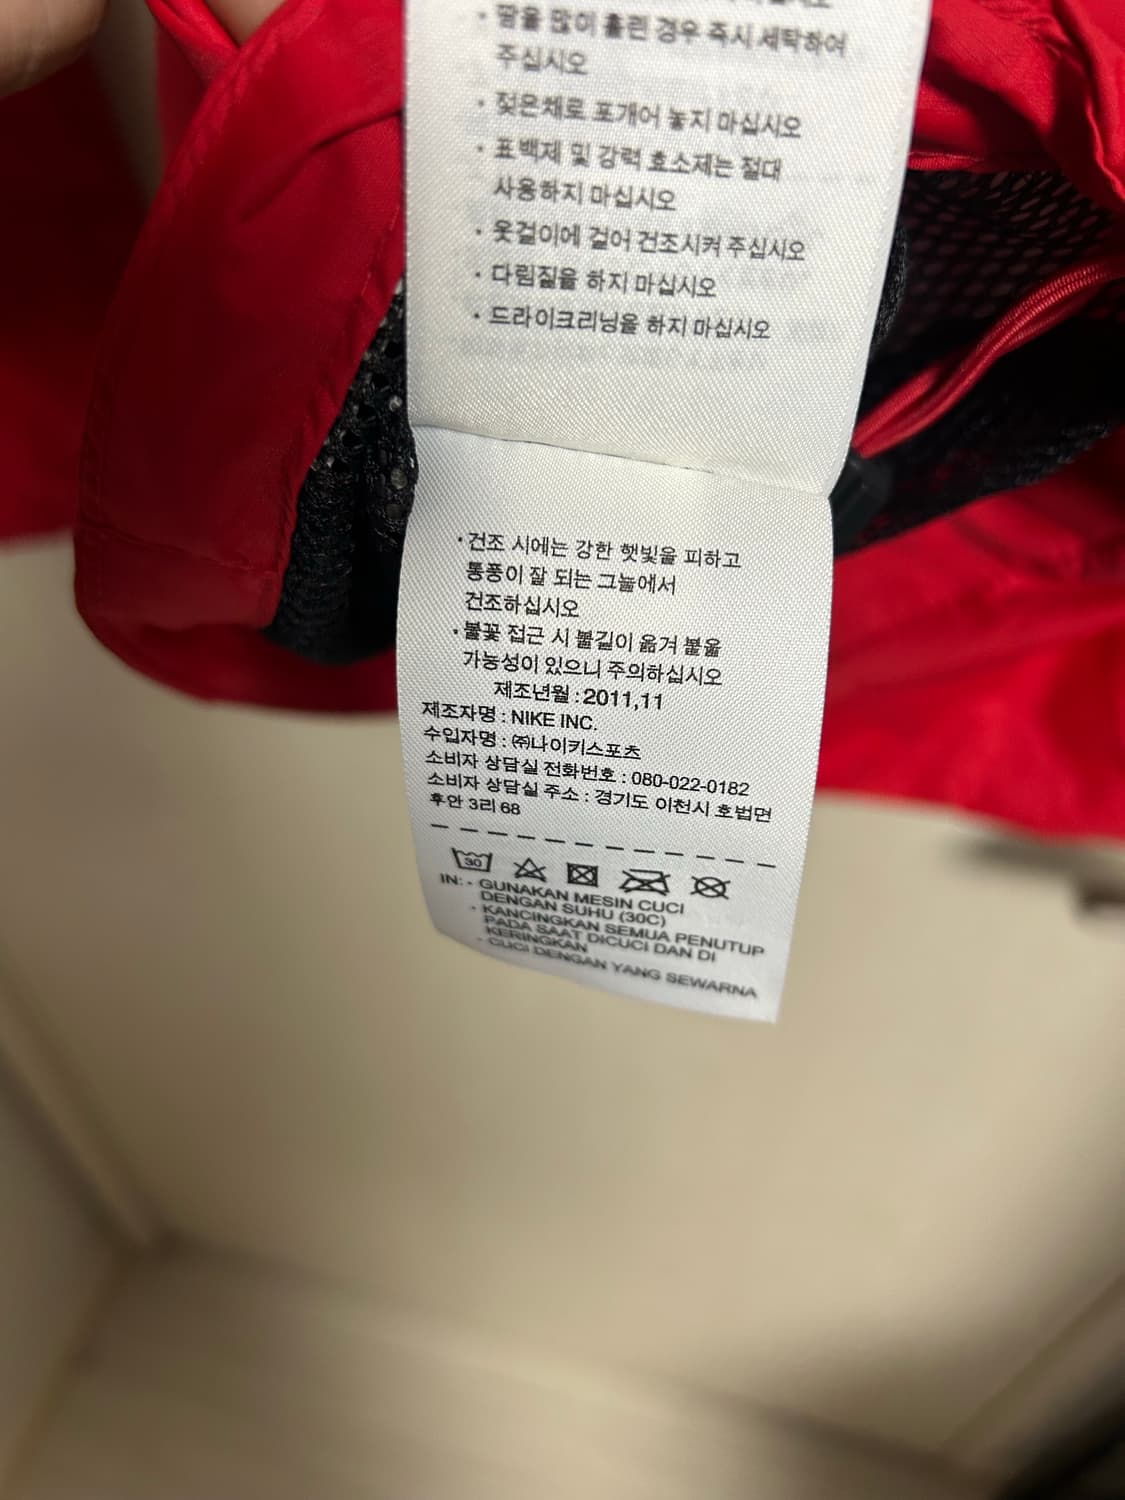 · 땀을 많이 흘린 경우 즉시 세탁하여
주십시오
· 젖은채로 포개어 놓지 마십시오
· 표백제 및 강력 효소제는 절대
사용하지 마십시오
· 옷걸이에 걸어 건조시켜 주십시오
· 다림질을 하지 마십시오
· 드라이크리닝을 하지 마십시오
· 건조 시에는 강한 햇빛을 피하고
통풍이 잘 되는 그늘에서
건조하십시오
· 불꽃 접근 시 불길이 옮겨 붙을
가능성이 있으니 주의하십시오
제조년월 : 2011,11
제조자명 : NIKE INC.
수입자명 : ㈜나이키스포츠
소비자 상담실 전화번호 : 080-022-0182
소비자 상담실 주소 : 경기도 이천시 호법면
후안 3리 68
30
IN: - GUNAKAN MESIN CUCI
DENGAN SUHU (30C)
- KANCINGKAN SEMUA PENUTUP
PADA SAAT DICUCI DAN DI
KERINGKAN
- CUCI DENGAN YANG SEWARNA